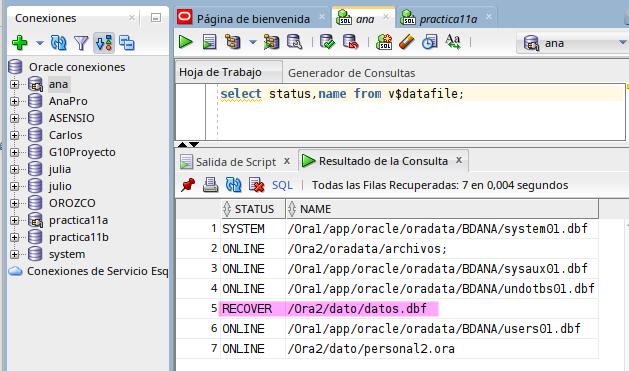 Conexiones
Oracle conexiones
ana
AnaPro
ASENSIO
Carlos
G10Proyecto
julia
julio
OROZCO
practica11a
practica11b
system
Conexiones de Servicio Esq
Página de bienvenida
ana
practica11a
Aa
ana
Hoja de Trabajo
Generador de Consultas
select status,name from v$datafile;
Salida de Script x
Resultado de la Consulta x
SQL | Todas las Filas Recuperadas: 7 en 0,004 segundos
STATUS NAME
1 SYSTEM /Ora1/app/oracle/oradata/BDANA/system01.dbf
2 ONLINE /Ora2/oradata/archivos;
3 ONLINE /Ora1/app/oracle/oradata/BDANA/sysaux01.dbf
4 ONLINE /Ora1/app/oracle/oradata/BDANA/undotbs01.dbf
5 RECOVER /Ora2/dato/datos.dbf
6 ONLINE /Ora1/app/oracle/oradata/BDANA/users01.dbf
7 ONLINE /Ora2/dato/personal2.ora